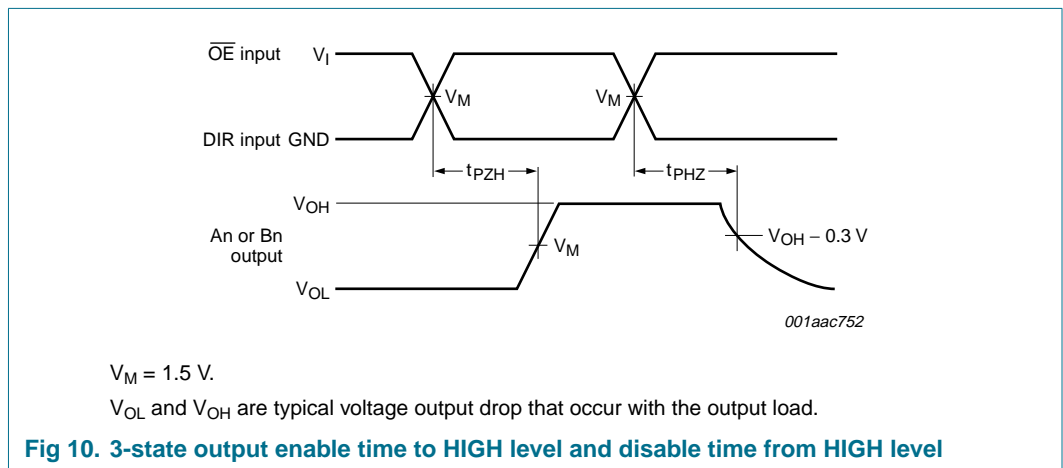 O̅E̅ input V_I
V_M V_M
DIR input GND
t_PZH t_PHZ
V_OH
An or Bn V_OH − 0.3 V
output V_M
V_OL
001aac752
V_M = 1.5 V.
V_OL and V_OH are typical voltage output drop that occur with the output load.
Fig 10. 3-state output enable time to HIGH level and disable time from HIGH level